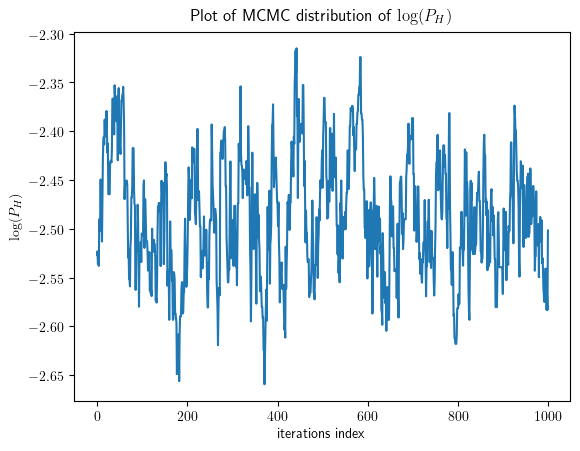 Plot of MCMC distribution of log(P_H)
−2.30
−2.35
−2.40
−2.45
−2.50
−2.55
−2.60
−2.65
log(P_H)
0 200 400 600 800 1000
iterations index